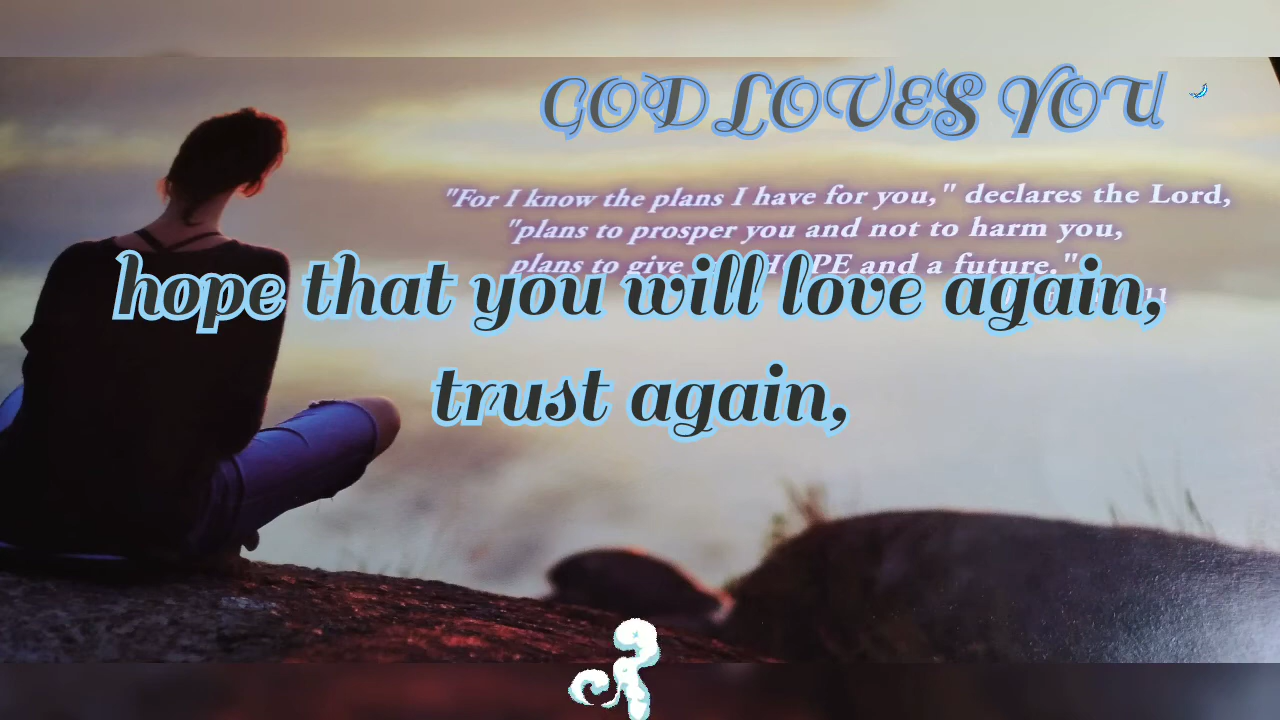 GOD LOVES YOU
"For I know the plans I have for you," declares the Lord,
"plans to prosper you and not to harm you,
plans to give HOPE and a future."
hope that you will love again,
trust again,